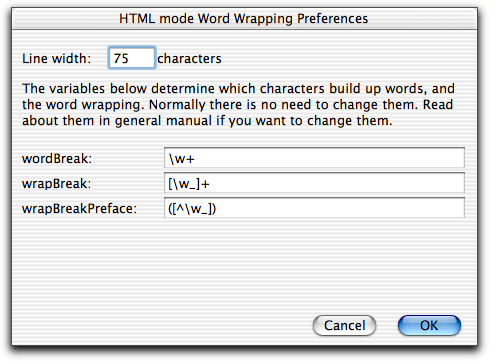 HTML mode Word Wrapping Preferences
Line width: 75 characters
The variables below determine which characters build up words, and
the word wrapping. Normally there is no need to change them. Read
about them in general manual if you want to change them.
wordBreak: \w+
wrapBreak: [\w_]+
wrapBreakPreface: ([^\w_])
Cancel OK